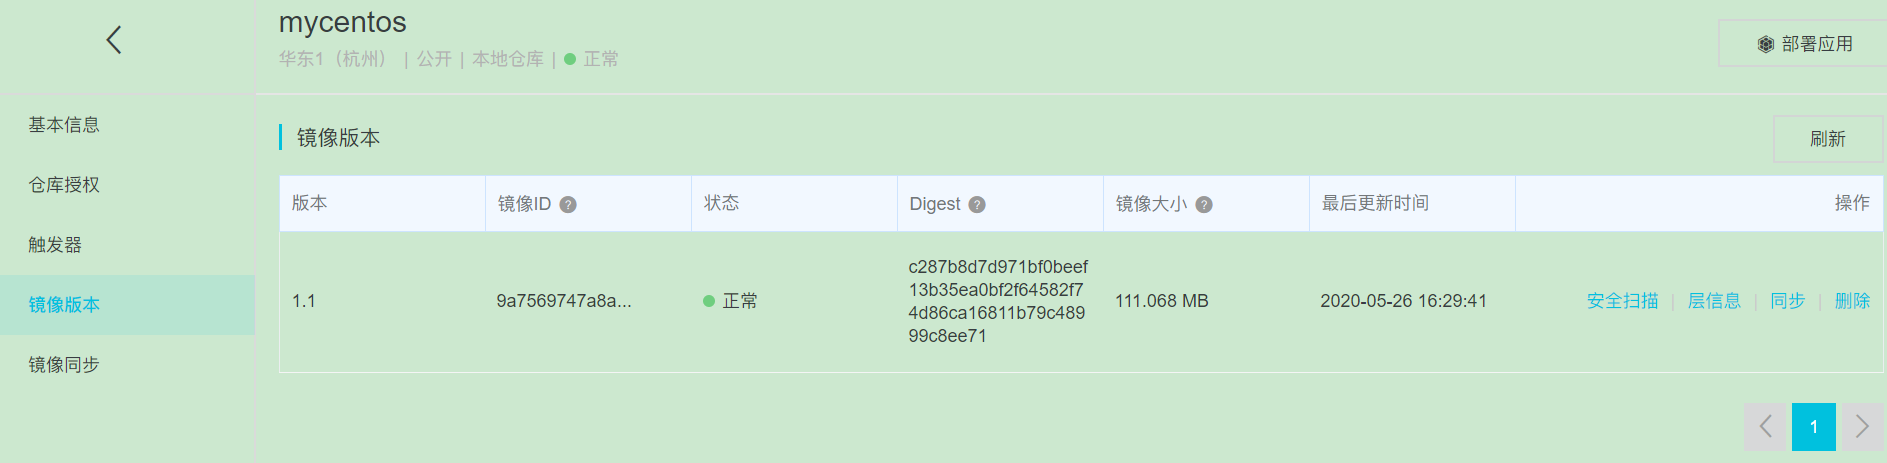 mycentos
华东1（杭州） | 公开 | 本地仓库 | 正常
部署应用
基本信息
仓库授权
触发器
镜像版本
镜像同步
镜像版本
刷新
版本 镜像ID ? 状态 Digest ? 镜像大小 ? 最后更新时间 操作
1.1 9a7569747a8a... 正常
c287b8d7d971bf0beef
13b35ea0bf2f64582f7
4d86ca16811b79c489
99c8ee71
111.068 MB 2020-05-26 16:29:41 安全扫描 | 层信息 | 同步 | 删除
1